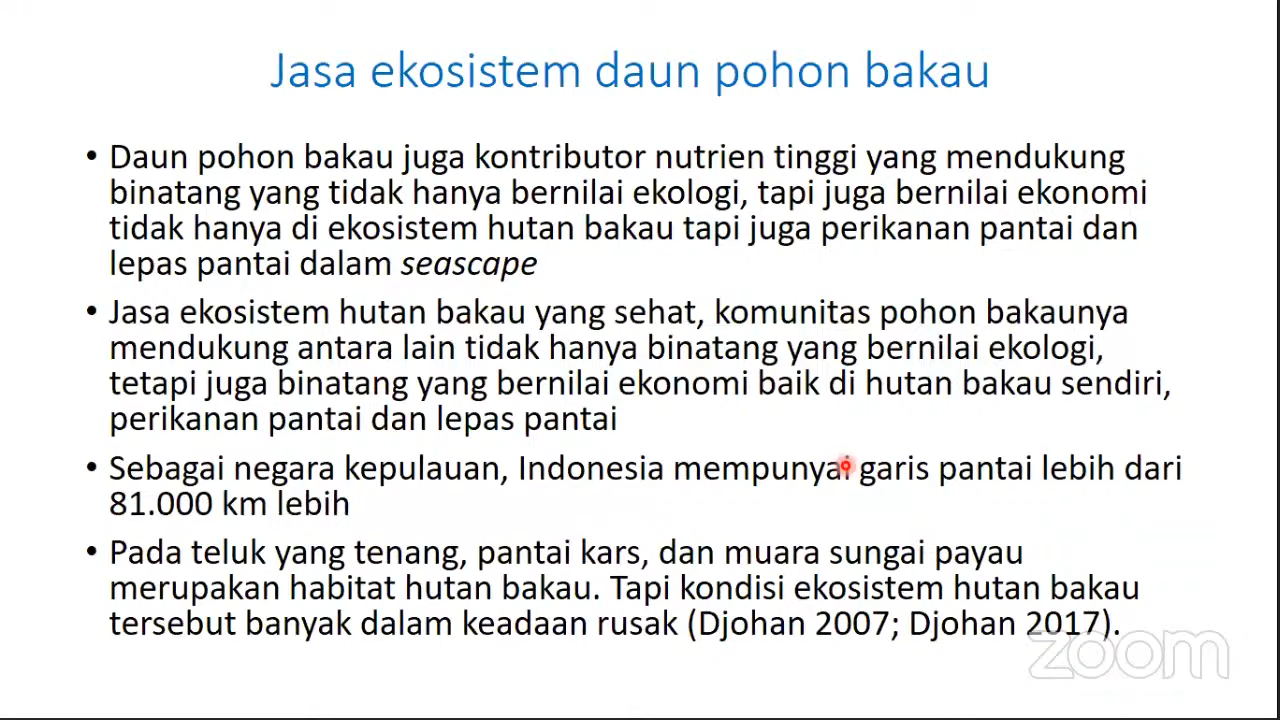 Jasa ekosistem daun pohon bakau
• Daun pohon bakau juga kontributor nutrien tinggi yang mendukung
binatang yang tidak hanya bernilai ekologi, tapi juga bernilai ekonomi
tidak hanya di ekosistem hutan bakau tapi juga perikanan pantai dan
lepas pantai dalam seascape
• Jasa ekosistem hutan bakau yang sehat, komunitas pohon bakaunya
mendukung antara lain tidak hanya binatang yang bernilai ekologi,
tetapi juga binatang yang bernilai ekonomi baik di hutan bakau sendiri,
perikanan pantai dan lepas pantai
• Sebagai negara kepulauan, Indonesia mempunyai garis pantai lebih dari
81.000 km lebih
• Pada teluk yang tenang, pantai kars, dan muara sungai payau
merupakan habitat hutan bakau. Tapi kondisi ekosistem hutan bakau
tersebut banyak dalam keadaan rusak (Djohan 2007; Djohan 2017).
zoom